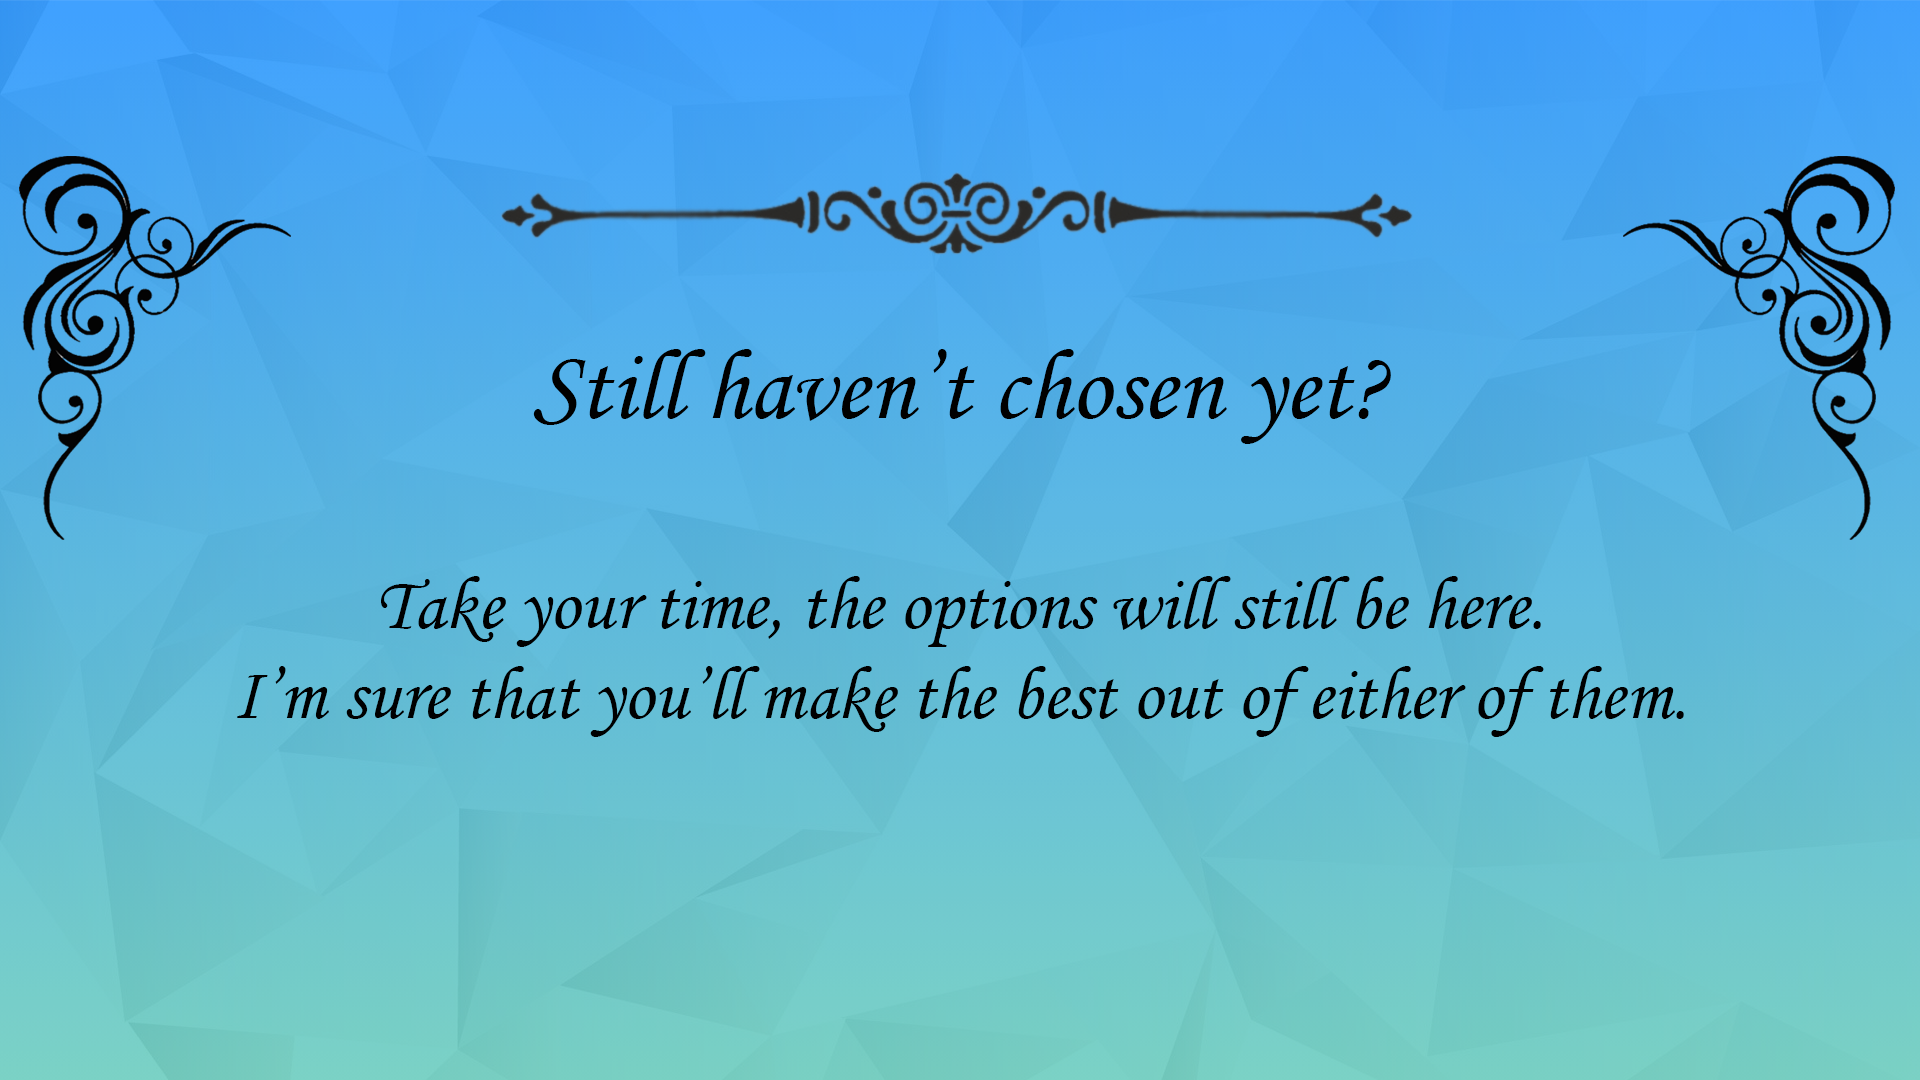 Still haven’t chosen yet?
Take your time, the options will still be here.
I’m sure that you’ll make the best out of either of them.